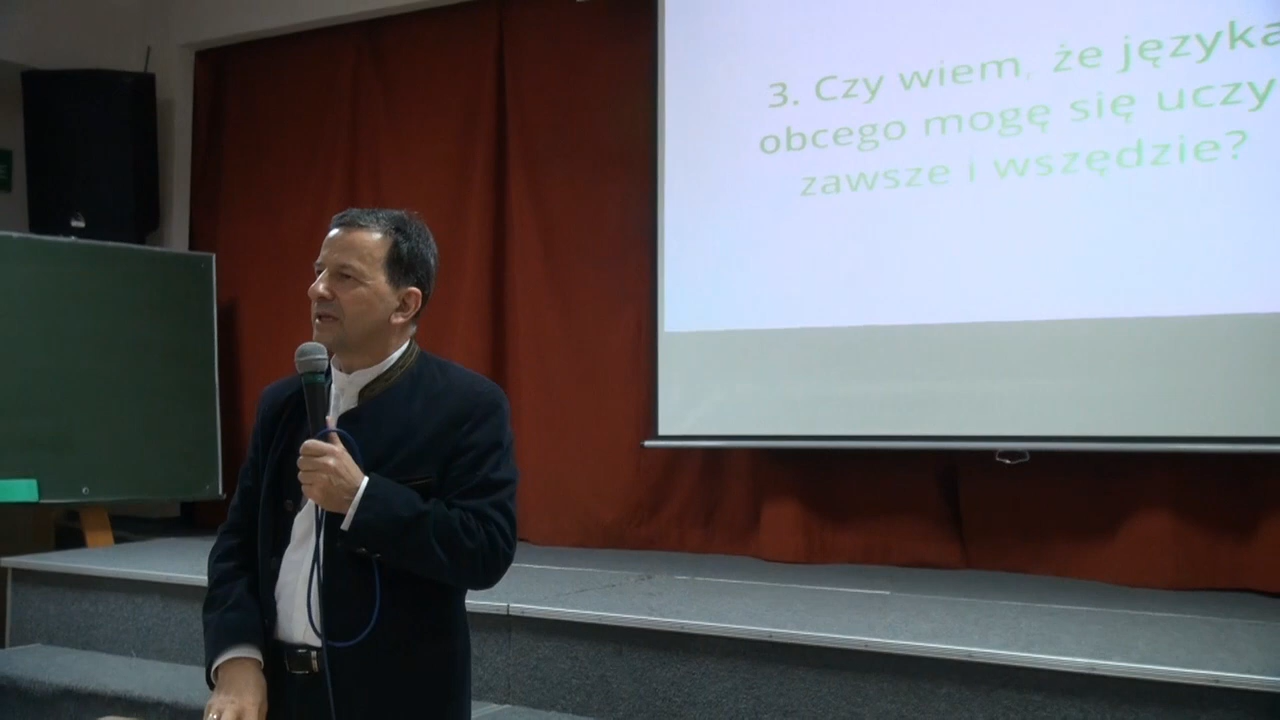 3. Czy wiem, że języka
obcego mogę się uczy
zawsze i wszędzie?